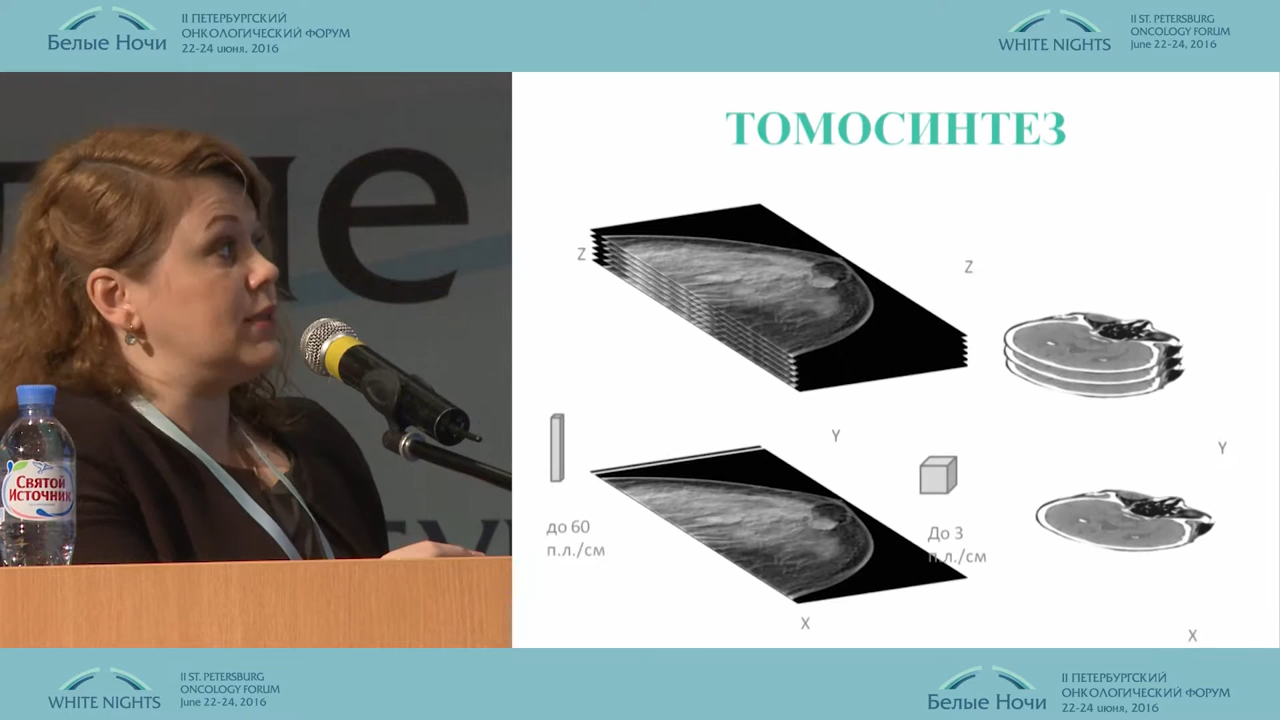 Белые Ночи
II ПЕТЕРБУРГСКИЙ
ОНКОЛОГИЧЕСКИЙ ФОРУМ
22-24 июня, 2016
WHITE NIGHTS
II ST. PETERSBURG
ONCOLOGY FORUM
June 22-24, 2016
ТОМОСИНТЕЗ
Z
Z
Y
Y
до 60
п.л./см
До 3
п.л./см
X
X
Святой
Источник
WHITE NIGHTS
II ST. PETERSBURG
ONCOLOGY FORUM
June 22-24, 2016
Белые Ночи
II ПЕТЕРБУРГСКИЙ
ОНКОЛОГИЧЕСКИЙ ФОРУМ
22-24 июня, 2016